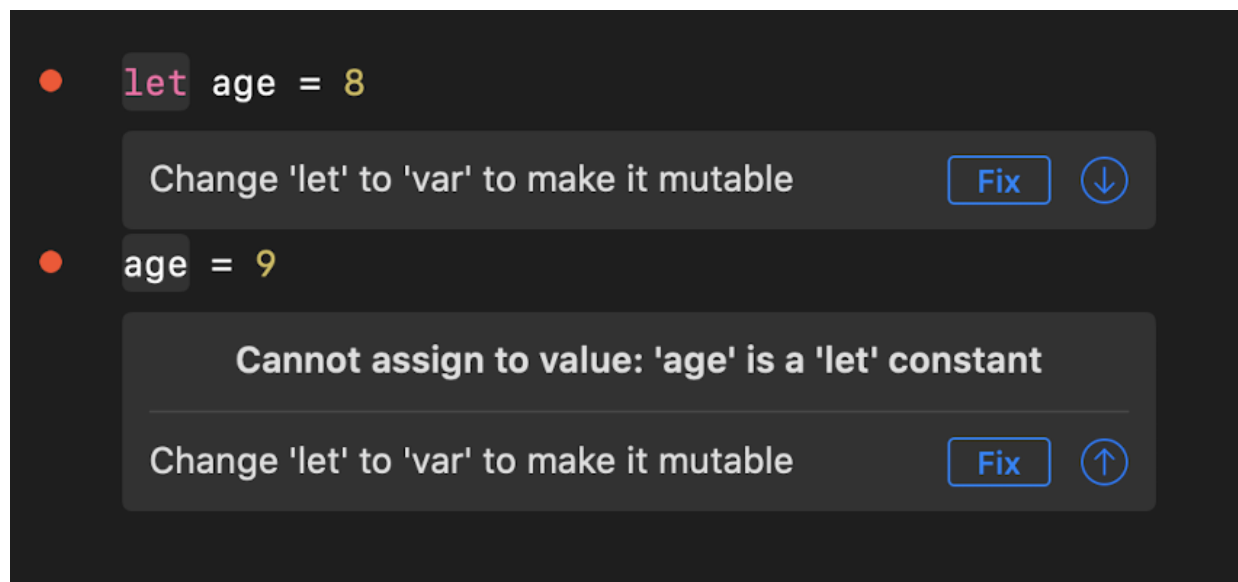 let age = 8
Change 'let' to 'var' to make it mutable Fix
age = 9
Cannot assign to value: 'age' is a 'let' constant
Change 'let' to 'var' to make it mutable Fix